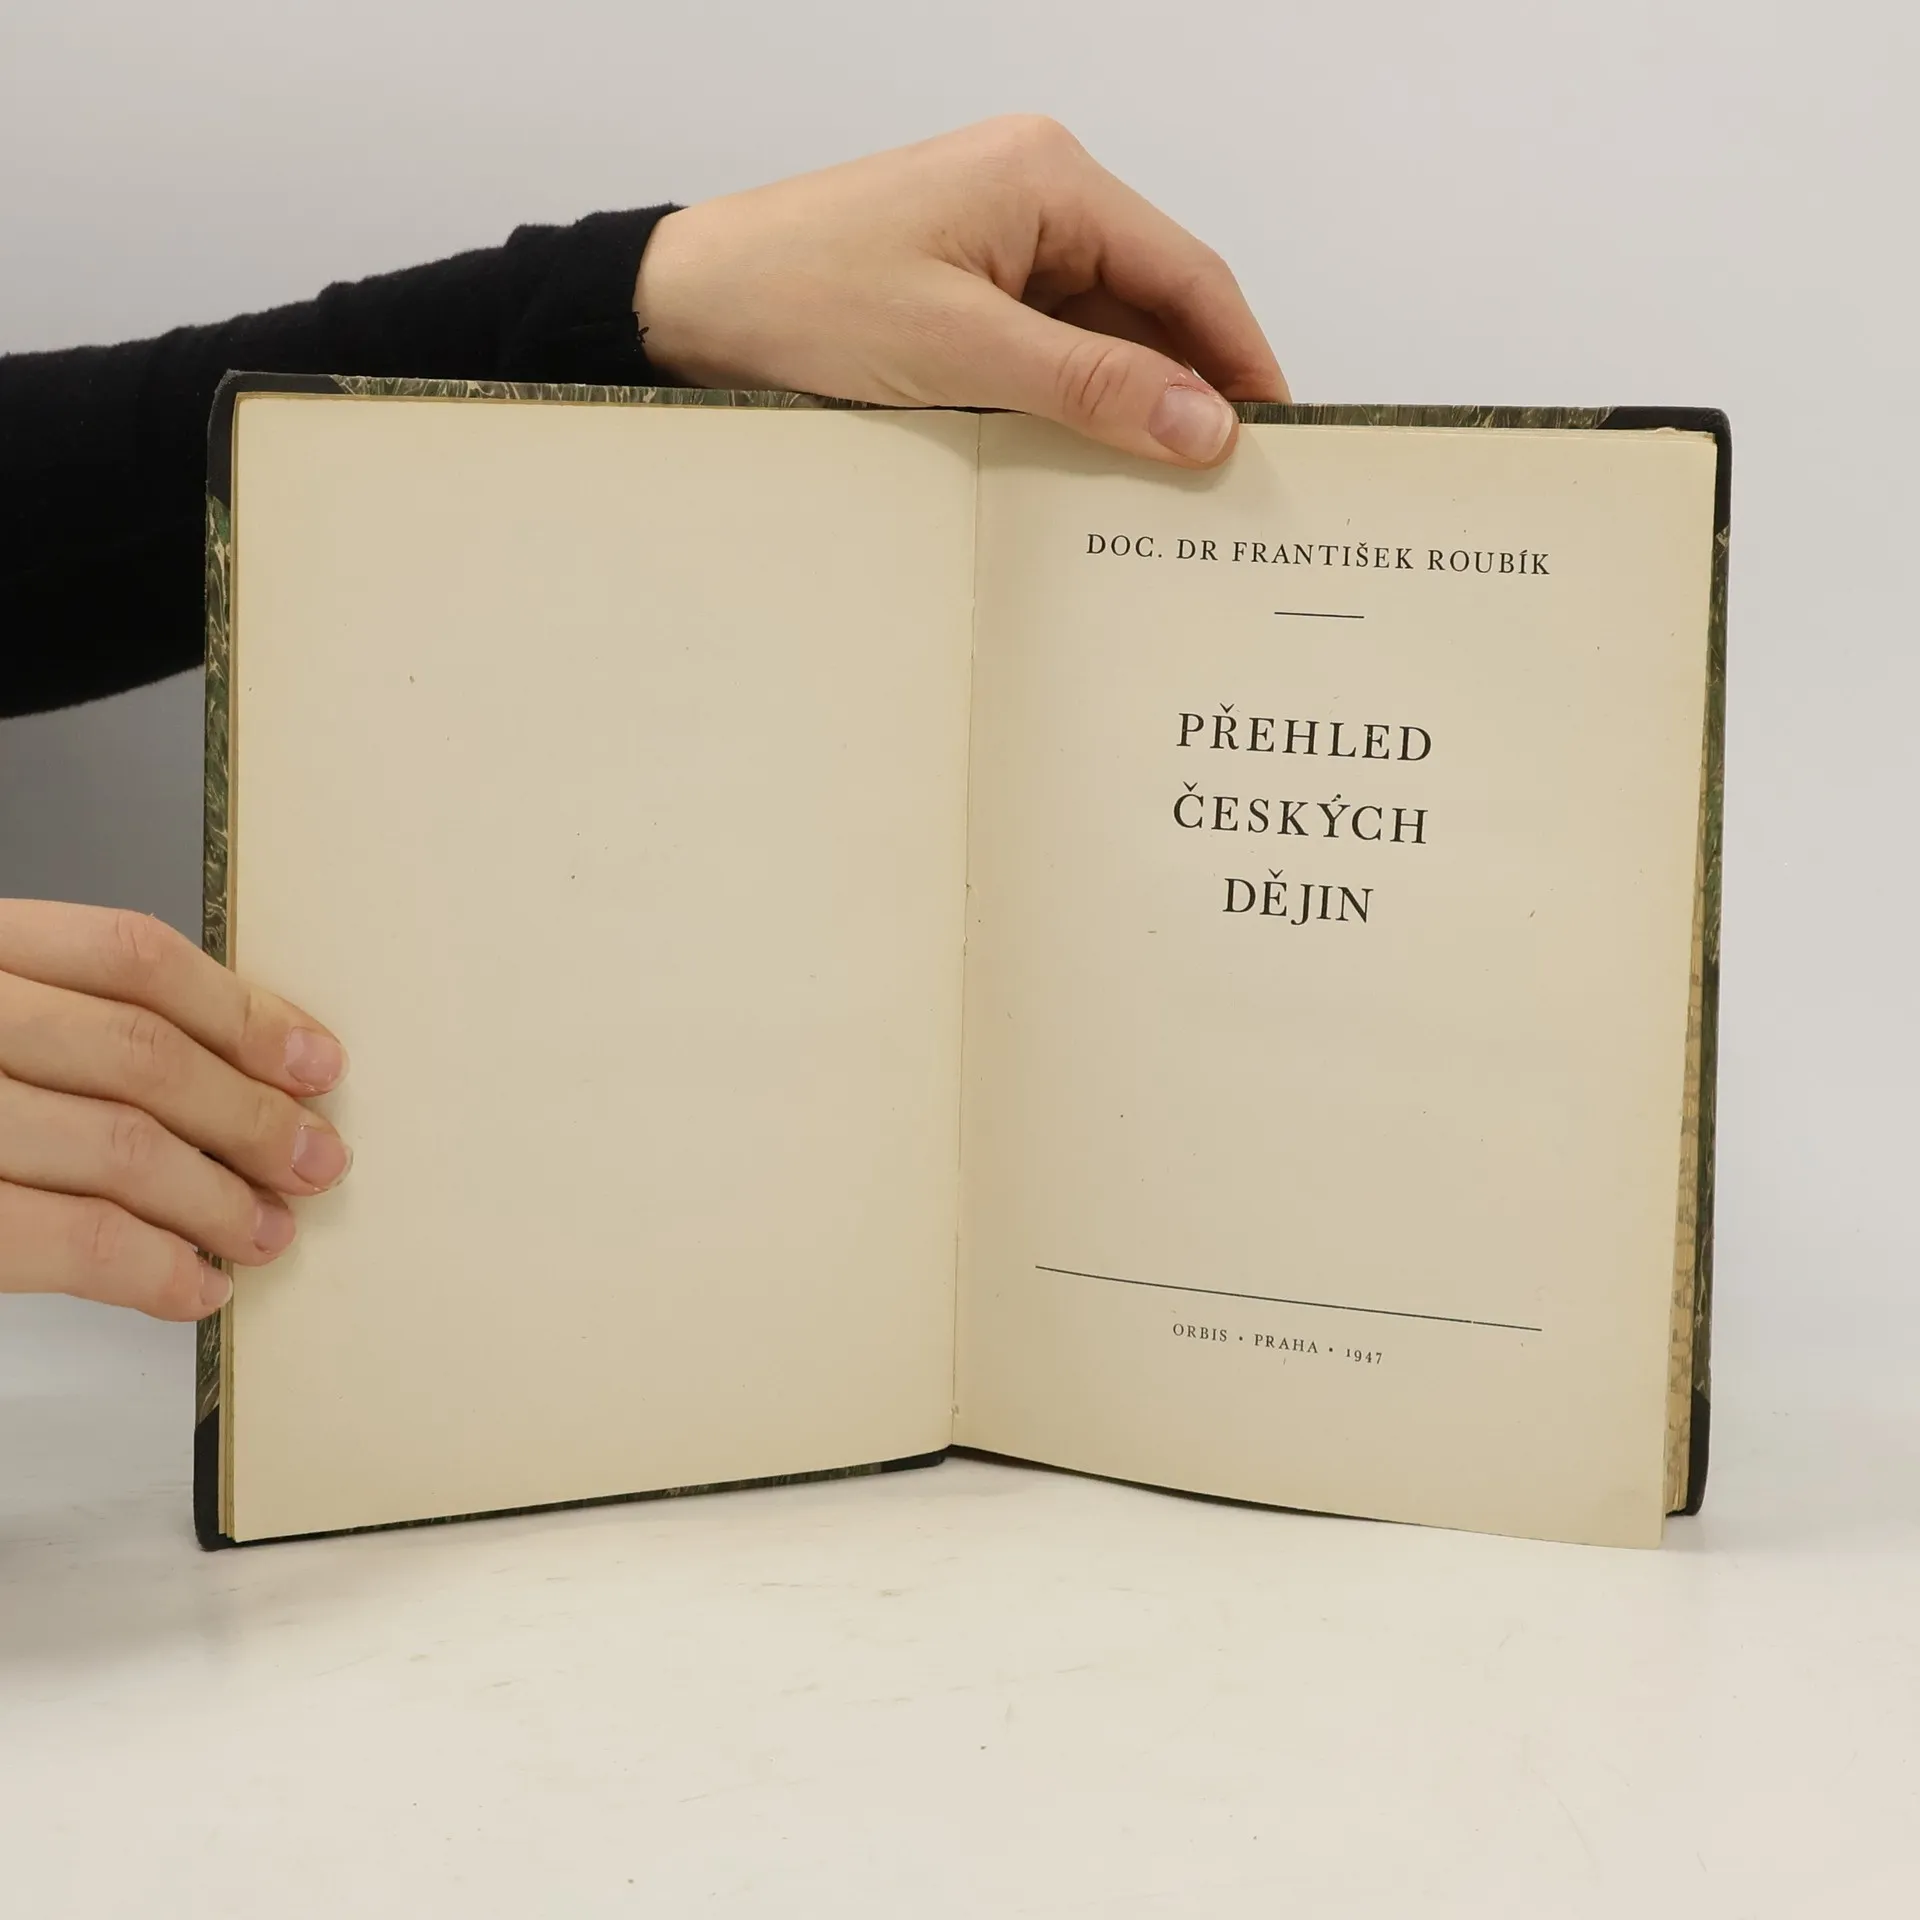 DOC. DR FRANTIŠEK ROUBÍK
PŘEHLED
ČESKÝCH
DĚJIN
ORBIS • PRAHA • 1947